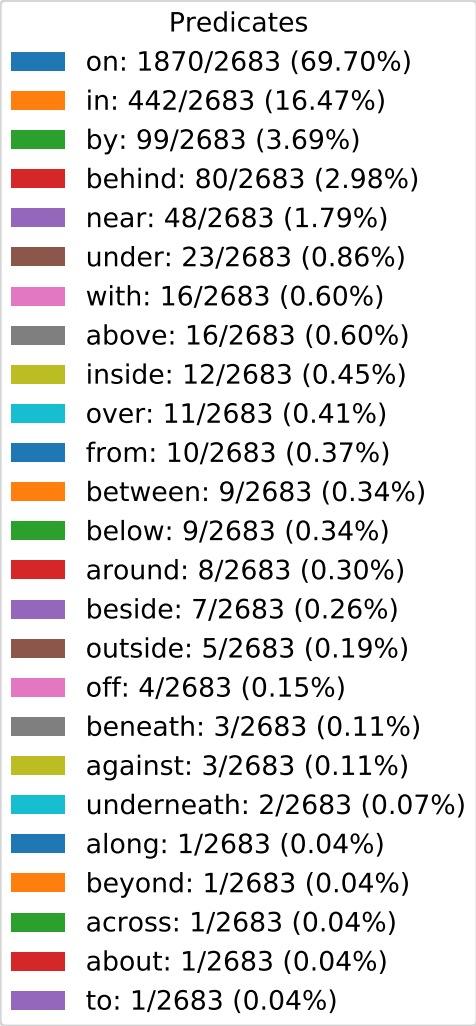 Predicates
on: 1870/2683 (69.70%)
in: 442/2683 (16.47%)
by: 99/2683 (3.69%)
behind: 80/2683 (2.98%)
near: 48/2683 (1.79%)
under: 23/2683 (0.86%)
with: 16/2683 (0.60%)
above: 16/2683 (0.60%)
inside: 12/2683 (0.45%)
over: 11/2683 (0.41%)
from: 10/2683 (0.37%)
between: 9/2683 (0.34%)
below: 9/2683 (0.34%)
around: 8/2683 (0.30%)
beside: 7/2683 (0.26%)
outside: 5/2683 (0.19%)
off: 4/2683 (0.15%)
beneath: 3/2683 (0.11%)
against: 3/2683 (0.11%)
underneath: 2/2683 (0.07%)
along: 1/2683 (0.04%)
beyond: 1/2683 (0.04%)
across: 1/2683 (0.04%)
about: 1/2683 (0.04%)
to: 1/2683 (0.04%)